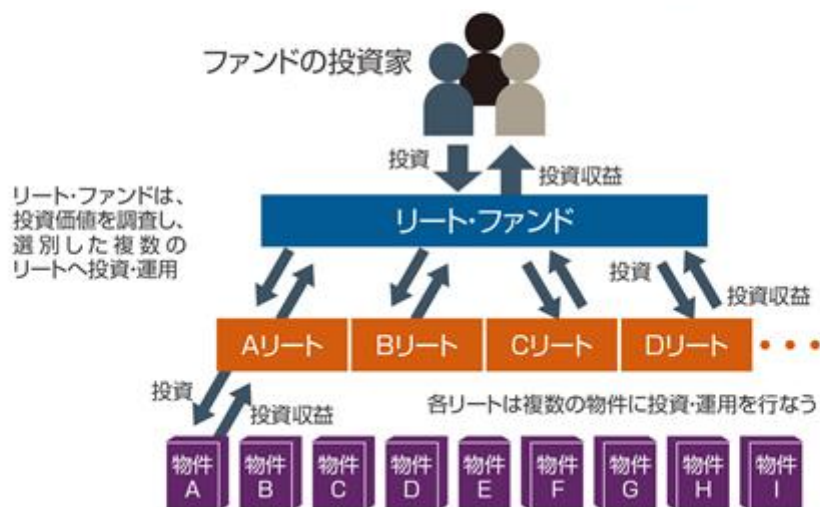 ファンドの投資家
投資
投資収益
リート・ファンドは、
投資価値を調査し、
選別した複数の
リートへ投資・運用
リート・ファンド
投資
投資収益
Aリート
Bリート
Cリート
Dリート
・・・
投資
投資収益
各リートは複数の物件に投資・運用を行なう
物件
A
物件
B
物件
C
物件
D
物件
E
物件
F
物件
G
物件
H
物件
I